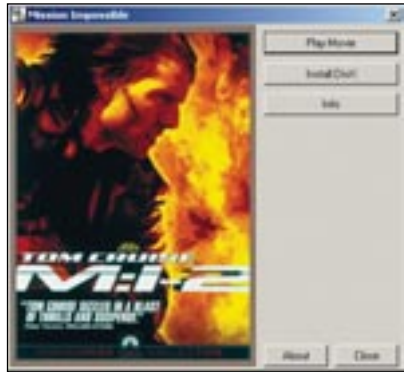 Mission Impossible
Play Movie
Install DivX
Info
TOM CRUISE
M:I-2
"TOM CRUISE SIZZLES IN A BLAST
OF THRILLS AND SUSPENSE."
About
Close